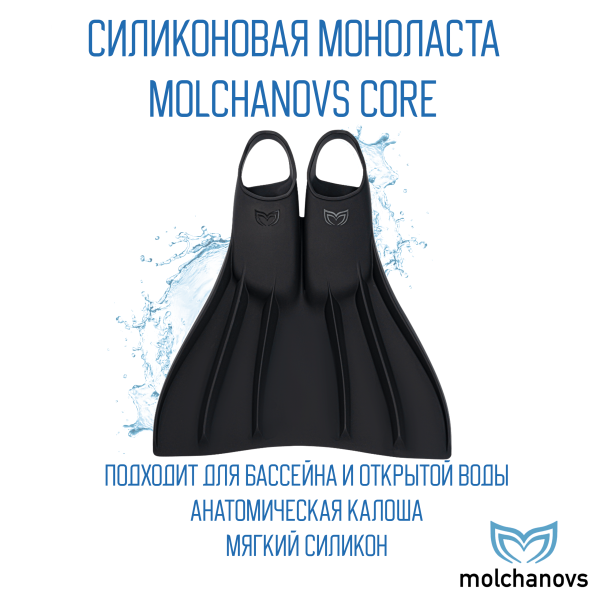 СИЛИКОНОВАЯ МОНОЛАСТА
MOLCHANOVS CORE
ПОДХОДИТ ДЛЯ БАССЕЙНА И ОТКРЫТОЙ ВОДЫ
АНАТОМИЧЕСКАЯ КАЛОША
МЯГКИЙ СИЛИКОН
molchanovs